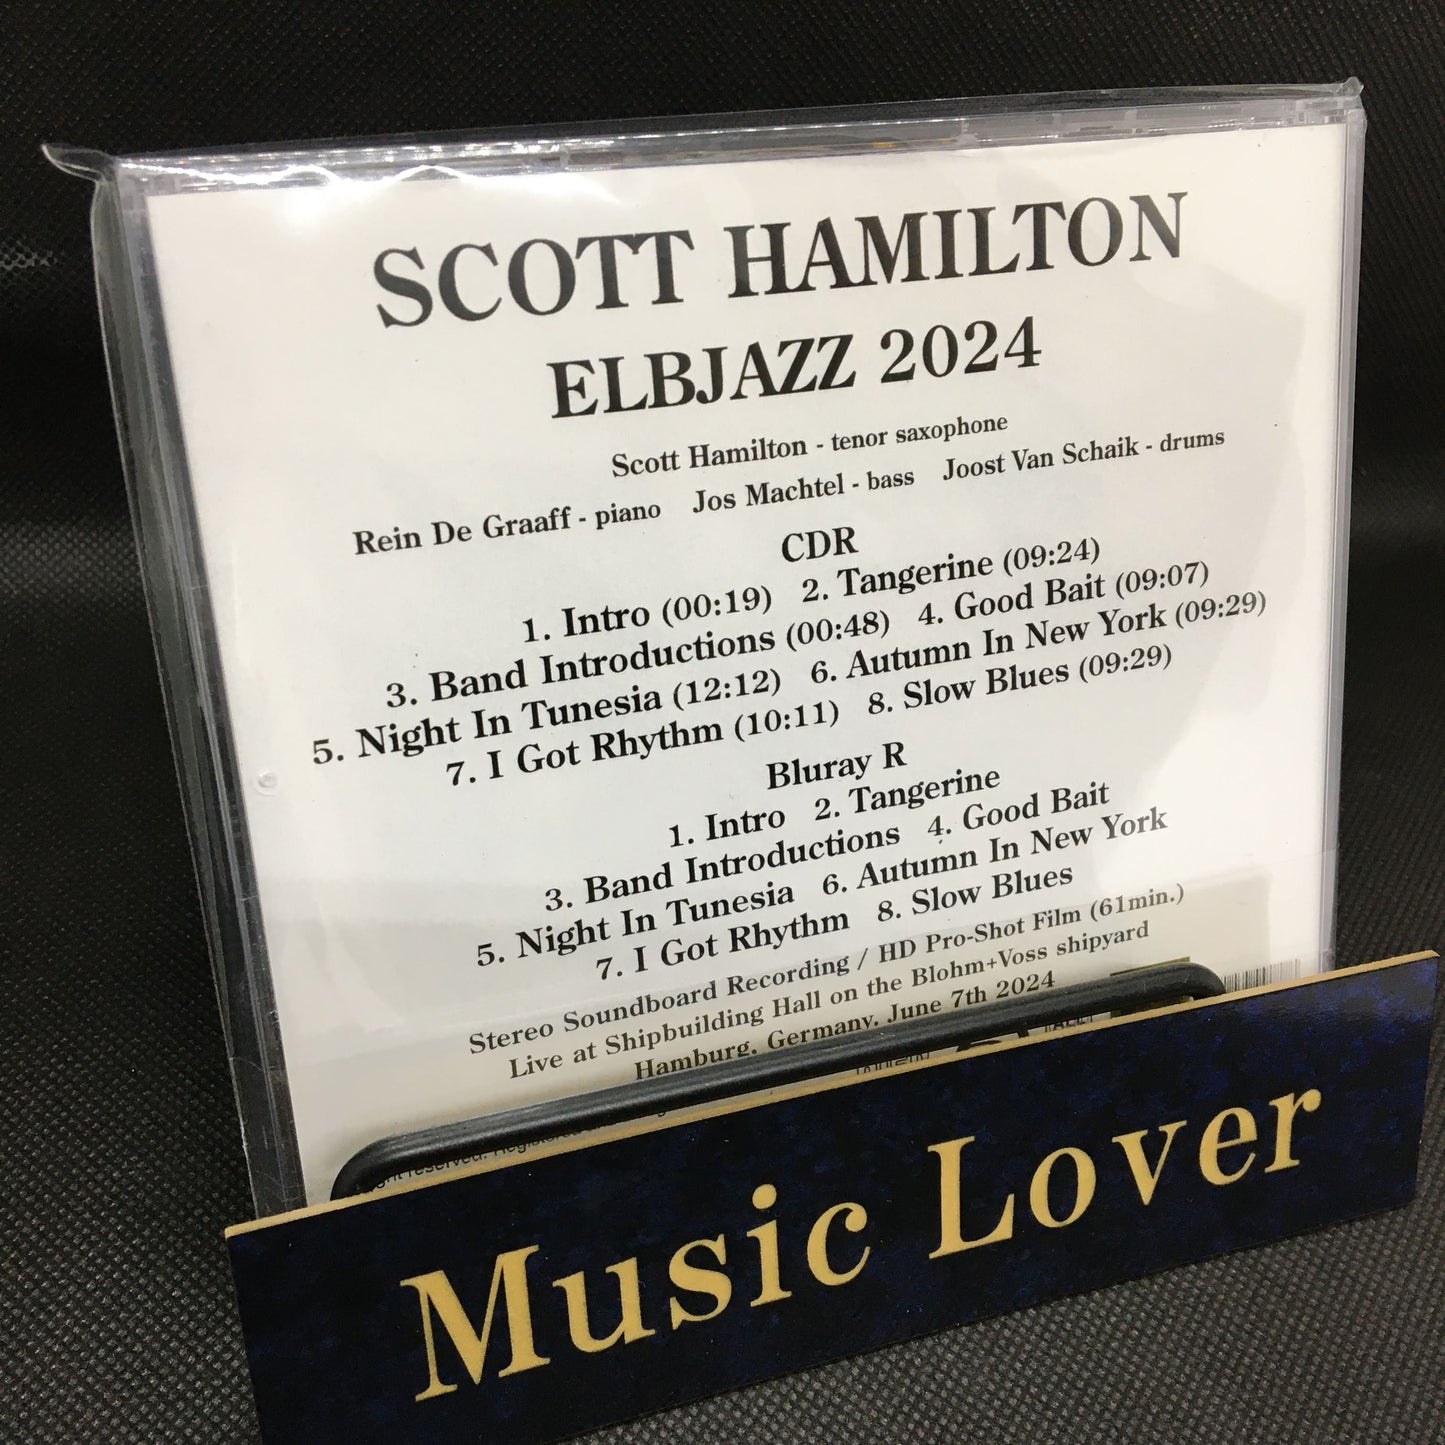 SCOTT HAMILTON
ELBJAZZ 2024
Scott Hamilton - tenor saxophone
Rein De Graaff - piano Jos Machtel - bass Joost Van Schaik - drums
CDR
1. Intro (00:19) 2. Tangerine (09:24)
3. Band Introductions (00:48) 4. Good Bait (09:07)
5. Night In Tunesia (12:12) 6. Autumn In New York (09:29)
7. I Got Rhythm (10:11) 8. Slow Blues (09:29)
Bluray R
1. Intro 2. Tangerine
3. Band Introductions 4. Good Bait
5. Night In Tunesia 6. Autumn In New York
7. I Got Rhythm 8. Slow Blues
Stereo Soundboard Recording / HD Pro-Shot Film (61min.)
Live at Shipbuilding Hall on the Blohm+Voss shipyard
Hamburg. Germany. June 7th 2024
reserved.
Music Lover